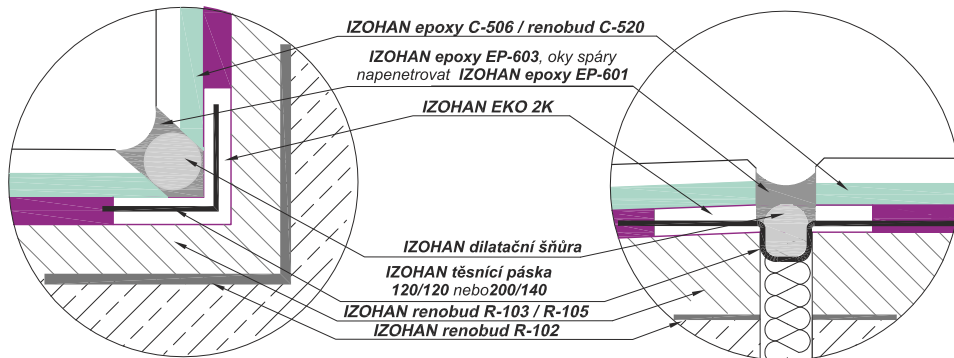 IZOHAN epoxy C-506 / renobud C-520
IZOHAN epoxy EP-603, oky spáry
napenetrovat IZOHAN epoxy EP-601
IZOHAN EKO 2K
IZOHAN dilatační šňůra
IZOHAN těsnící páska
120/120 nebo200/140
IZOHAN renobud R-103 / R-105
IZOHAN renobud R-102